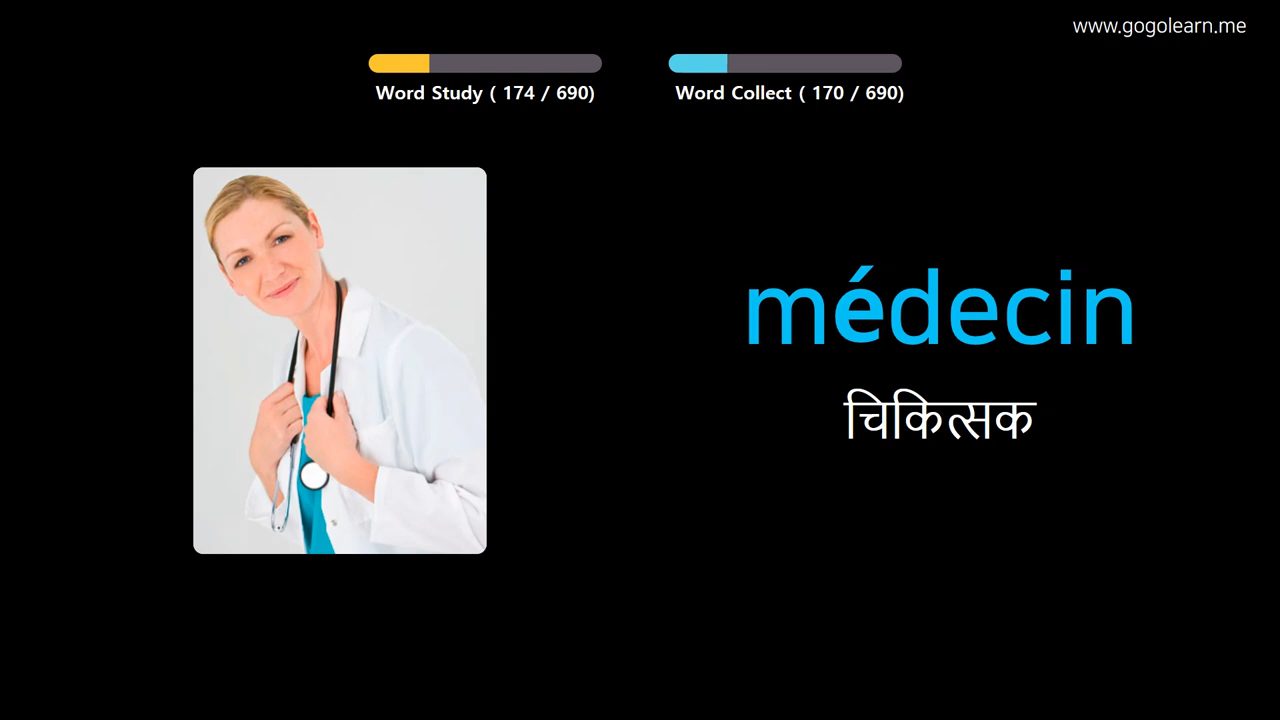 www.gogolearn.me
Word Study ( 174 / 690)
Word Collect ( 170 / 690)
médecin
चिकित्सक